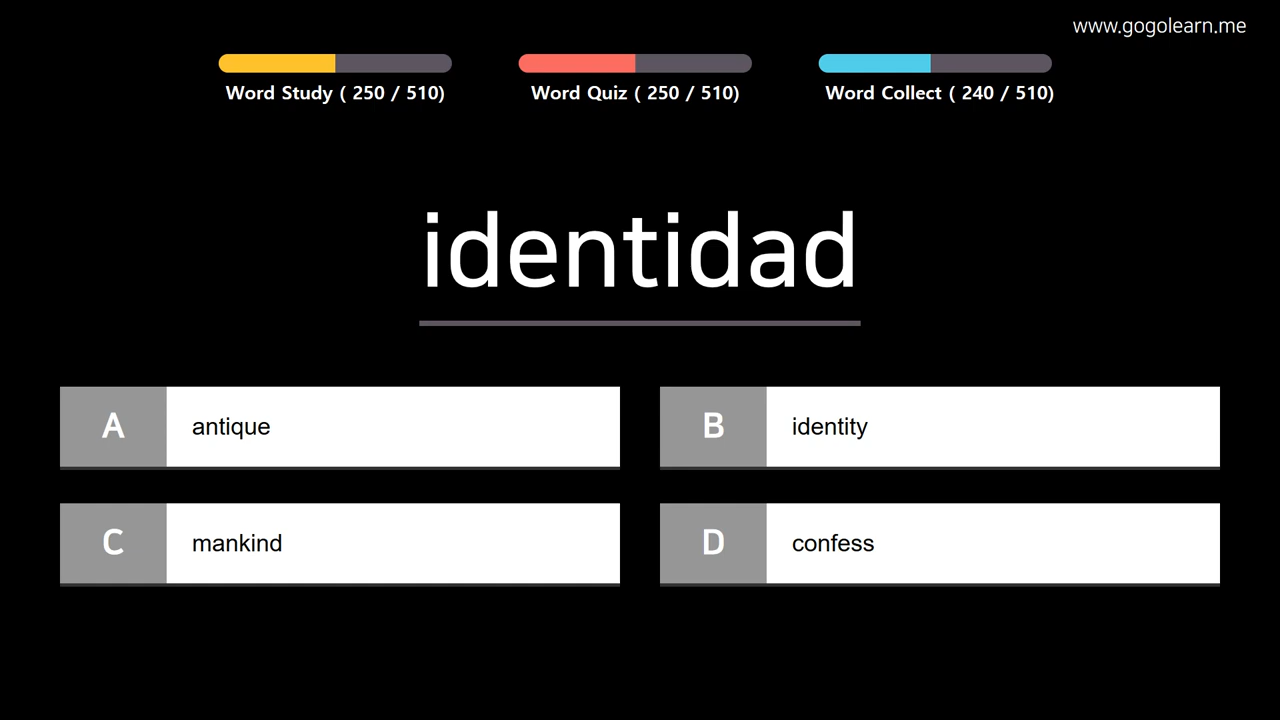 www.gogolearn.me
Word Study ( 250 / 510)
Word Quiz ( 250 / 510)
Word Collect ( 240 / 510)
identidad
A antique
B identity
C mankind
D confess